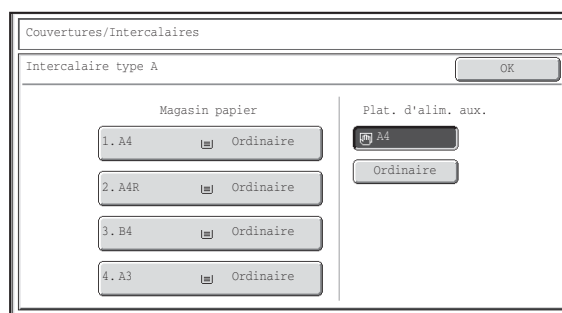 Couvertures/Intercalaires
Intercalaire type A
OK
Magasin papier
1. A4 Ordinaire
2. A4R Ordinaire
3. B4 Ordinaire
4. A3 Ordinaire
Plat. d'alim. aux.
A4
Ordinaire